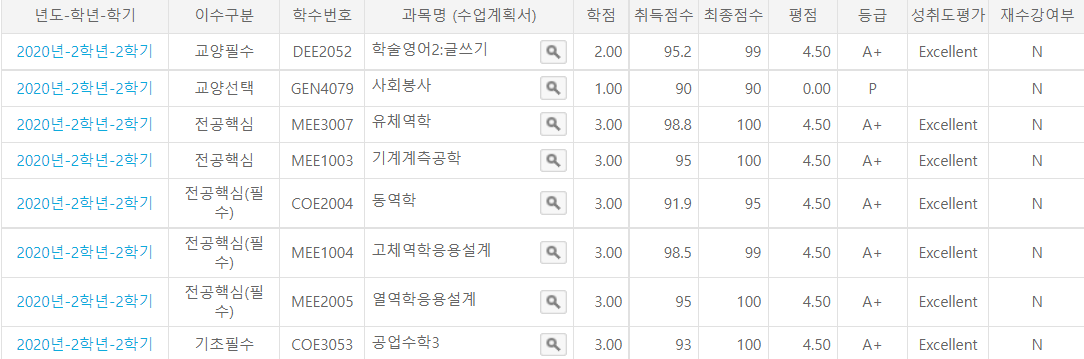 년도-학년-학기 이수구분 학수번호 과목명 (수업계획서) 학점 취득점수 최종점수 평점 등급 성취도평가 재수강여부
2020년-2학년-2학기 교양필수 DEE2052 학술영어2:글쓰기 2.00 95.2 99 4.50 A+ Excellent N
2020년-2학년-2학기 교양선택 GEN4079 사회봉사 1.00 90 90 0.00 P N
2020년-2학년-2학기 전공핵심 MEE3007 유체역학 3.00 98.8 100 4.50 A+ Excellent N
2020년-2학년-2학기 전공핵심 MEE1003 기계계측공학 3.00 95 100 4.50 A+ Excellent N
2020년-2학년-2학기 전공핵심(필
수) COE2004 동역학 3.00 91.9 95 4.50 A+ Excellent N
2020년-2학년-2학기 전공핵심(필
수) MEE1004 고체역학응용설계 3.00 98.5 99 4.50 A+ Excellent N
2020년-2학년-2학기 전공핵심(필
수) MEE2005 열역학응용설계 3.00 95 100 4.50 A+ Excellent N
2020년-2학년-2학기 기초필수 COE3053 공업수학3 3.00 93 100 4.50 A+ Excellent N